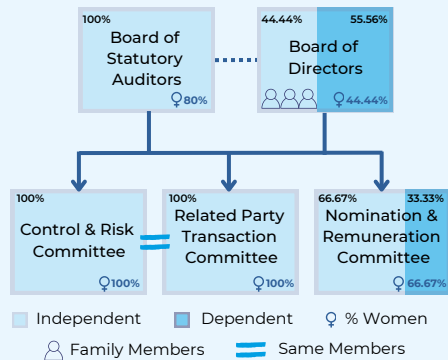 100%
Board of
Statutory
Auditors
80%
44.44% 55.56%
Board of
Directors
44.44%
100%
Control & Risk
Committee
100%
100%
Related Party
Transaction
Committee
100%
66.67% 33.33%
Nomination &
Remuneration
Committee
66.67%
Independent Dependent % Women
Family Members Same Members